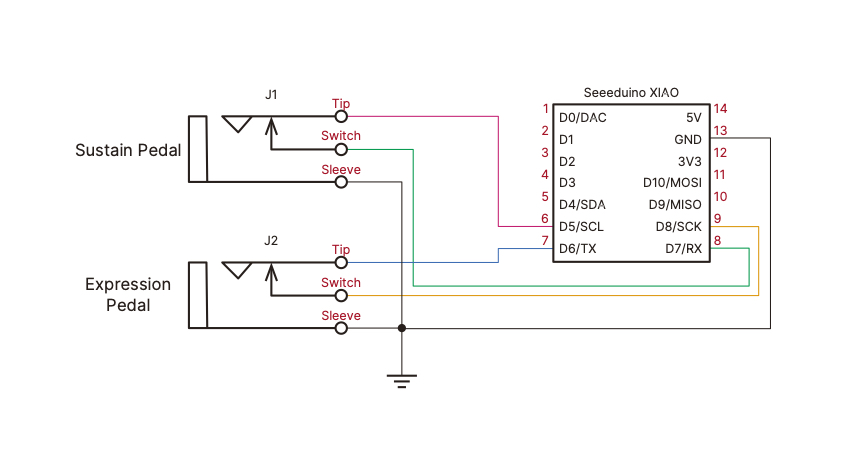 Seeeduino XIAO
J1
Tip
Sustain Pedal
Switch
Sleeve
J2
Tip
Expression
Pedal
Switch
Sleeve
1 D0/DAC 5V 14
2 D1 GND 13
3 D2 3V3 12
4 D3 D10/MOSI 11
5 D4/SDA D9/MISO 10
6 D5/SCL D8/SCK 9
7 D6/TX D7/RX 8